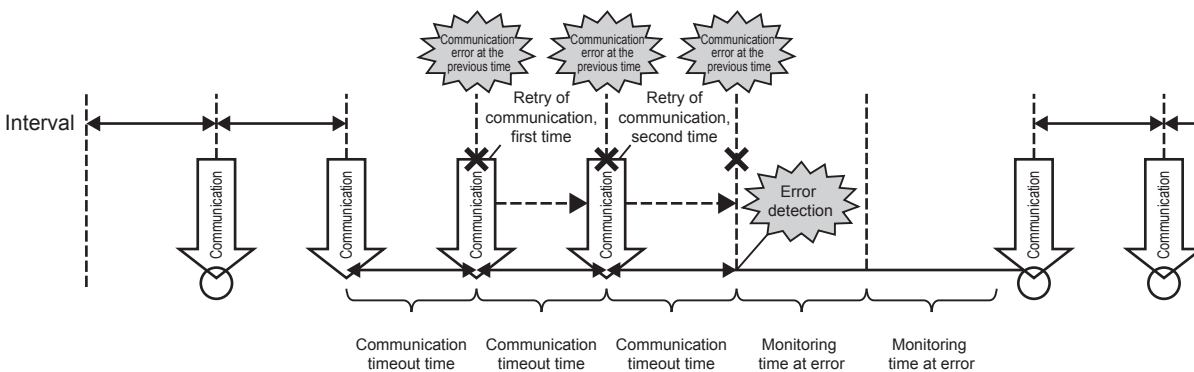 Communication
error at the
previous time
Communication
error at the
previous time
Communication
error at the
previous time
Interval
Retry of
communication,
first time
Retry of
communication,
second time
Communication
Communication
Communication
Communication
Error
detection
Communication
Communication
Communication
timeout time
Communication
timeout time
Communication
timeout time
Monitoring
time at error
Monitoring
time at error